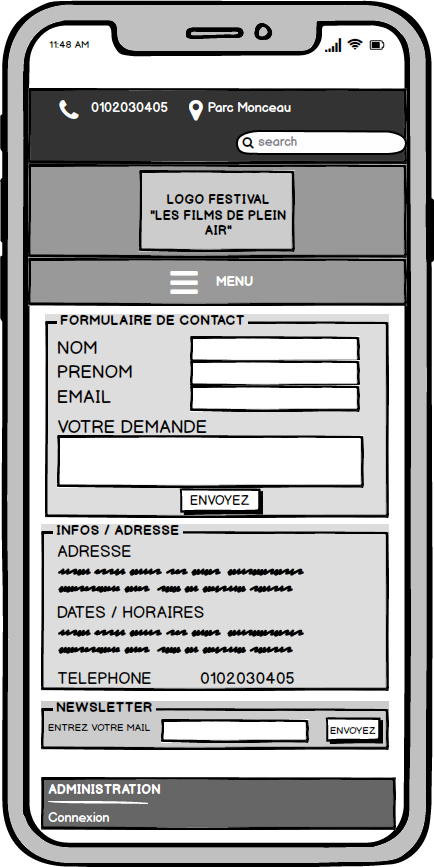 11:48 AM
0102030405 Parc Monceau
search
LOGO FESTIVAL
"LES FILMS DE PLEIN
AIR"
MENU
FORMULAIRE DE CONTACT
NOM
PRENOM
EMAIL
VOTRE DEMANDE
ENVOYEZ
INFOS / ADRESSE
ADRESSE
DATES / HORAIRES
TELEPHONE 0102030405
NEWSLETTER
ENTREZ VOTRE MAIL ENVOYEZ
ADMINISTRATION
Connexion